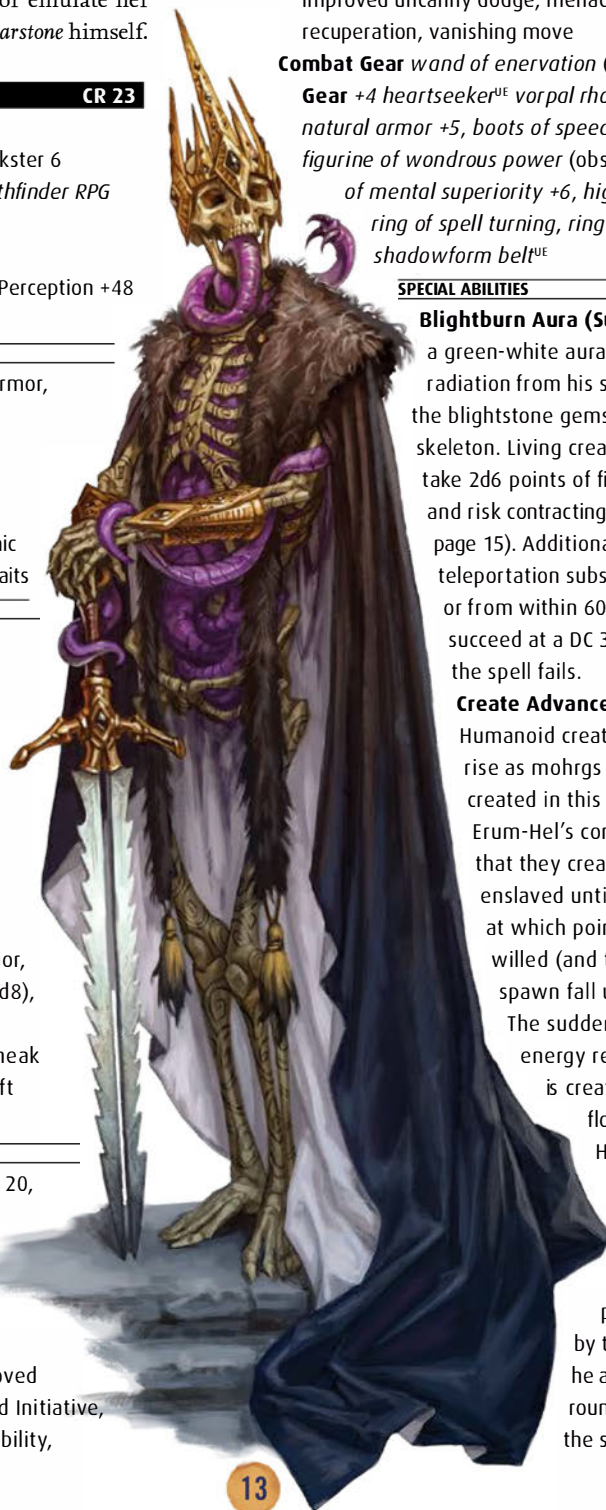 or emulate her
arstone himself.
CR 23
kster 6
thfinder RPG
Perception +48
rmor,
nic
aits
or,
d8),
neak
ft
20,
oved
d Initiative,
bility,
improved uncanny dodge, menac
recuperation, vanishing move
Combat Gear wand of enervation (
Gear +4 heartseekerUE vorpal rho
natural armor +5, boots of speed
figurine of wondrous power (obs
of mental superiority +6, hig
ring of spell turning, ring
shadowform beltUE
SPECIAL ABILITIES
Blightburn Aura (Su
a green-white aura
radiation from his s
the blightstone gems
skeleton. Living crea
take 2d6 points of fi
and risk contracting
page 15). Additiona
teleportation subs
or from within 60
succeed at a DC 3
the spell fails.
Create Advance
Humanoid creat
rise as mohrgs
created in this
Erum-Hel's con
that they crea
enslaved unti
at which poin
willed (and t
spawn fall u
The sudden
energy re
is creat
flo
H
p
by t
he a
roun
the s
13